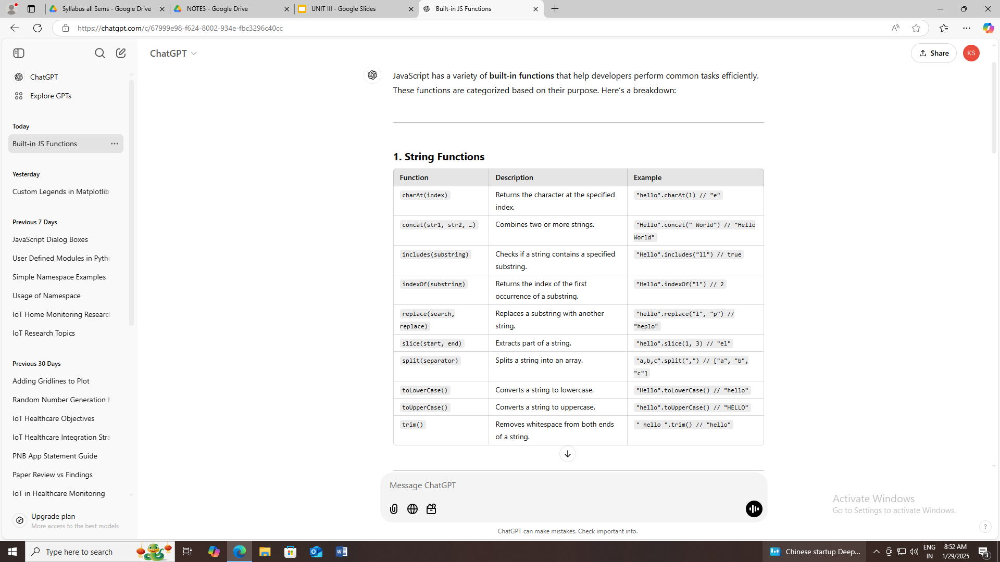 Syllabus all Sems - Google Drive
NOTES - Google Drive
UNIT III - Google Slides
Built-in JS Functions
https://chatgpt.com/c/67999e98-f624-8002-934e-fbc3296c40cc
ChatGPT
Share
KS
ChatGPT
Explore GPTs
Today
Built-in JS Functions
Yesterday
Custom Legends in Matplotlib
Previous 7 Days
JavaScript Dialog Boxes
User Defined Modules in Pytho
Simple Namespace Examples
Usage of Namespace
IoT Home Monitoring Research
IoT Research Topics
Previous 30 Days
Adding Gridlines to Plot
Random Number Generation
IoT Healthcare Objectives
IoT Healthcare Integration Stra
PNB App Statement Guide
Paper Review vs Findings
IoT in Healthcare Monitoring
Upgrade plan
More access to the best models
JavaScript has a variety of built-in functions that help developers perform common tasks efficiently.
These functions are categorized based on their purpose. Here's a breakdown:
1. String Functions
Function Description Example
charAt(index) Returns the character at the specified "hello".charAt(1) // "e"
index.
concat(str1, str2, …) Combines two or more strings. "Hello".concat(" World") // "Hello
World"
includes(substring) Checks if a string contains a specified "Hello".includes("ll") // true
substring.
indexOf(substring) Returns the index of the first "Hello".indexOf("l") // 2
occurrence of a substring.
replace(search, Replaces a substring with another "hello".replace("l", "p") //
replace) string. "heplo"
slice(start, end) Extracts part of a string. "hello".slice(1, 3) // "el"
split(separator) Splits a string into an array. "a,b,c".split(",") // ["a", "b",
"c"]
toLowerCase() Converts a string to lowercase. "Hello".toLowerCase() // "hello"
toUpperCase() Converts a string to uppercase. "hello".toUpperCase() // "HELLO"
trim() Removes whitespace from both ends " hello ".trim() // "hello"
of a string.
Message ChatGPT
ChatGPT can make mistakes. Check important info.
Activate Windows
Go to Settings to activate Windows.
?
Type here to search
Chinese startup Deep...
ENG
IN
8:52 AM
1/29/2025
3